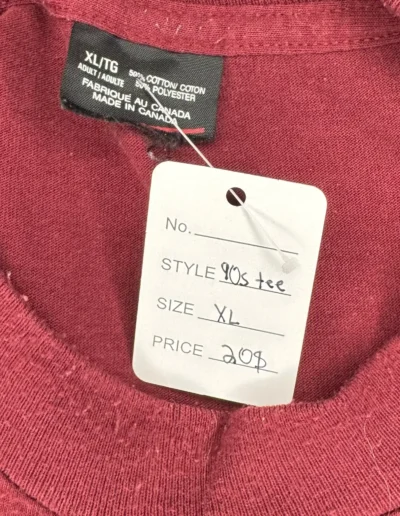 XL/TG
ADULT/ADULTE
50% COTTON/COTON
50% POLYESTER
FABRIQUÉ AU CANADA
MADE IN CANADA
No.
STYLE 90s tee
SIZE XL
PRICE 20$